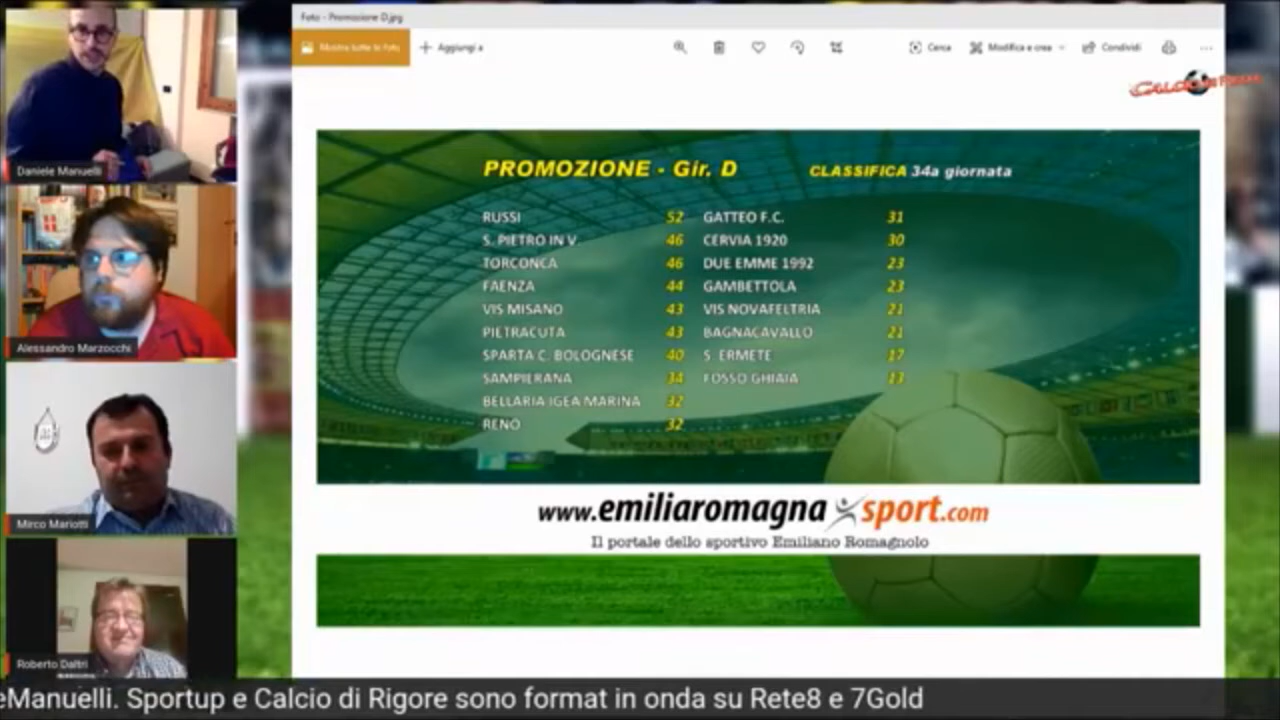 Foto - Promozione D.jpg
Mostra tutte le foto
Aggiungi a
Cerca
Modifica e crea
Condividi
CALCIO DI RIGORE
PROMOZIONE - Gir. D
CLASSIFICA 34a giornata
RUSSI 52 GATTEO F.C. 31
S. PIETRO IN V. 46 CERVIA 1920 30
TORCONCA 46 DUE EMME 1992 23
FAENZA 44 GAMBETTOLA 23
VIS MISANO 43 VIS NOVAFELTRIA 21
PIETRACUTA 43 BAGNACAVALLO 21
SPARTA C. BOLOGNESE 40 S. ERMETE 17
SAMPIERANA 34 FOSSO GHIAIA 13
BELLARIA IGEA MARINA 32
RENO 32
www.emiliaromagnasport.com
Il portale dello sportivo Emiliano Romagnolo
Daniele Manuelli
Alessandro Marzocchi
Mirco Mariotti
Roberto Daltri
eManuelli. Sportup e Calcio di Rigore sono format in onda su Rete8 e 7Gold